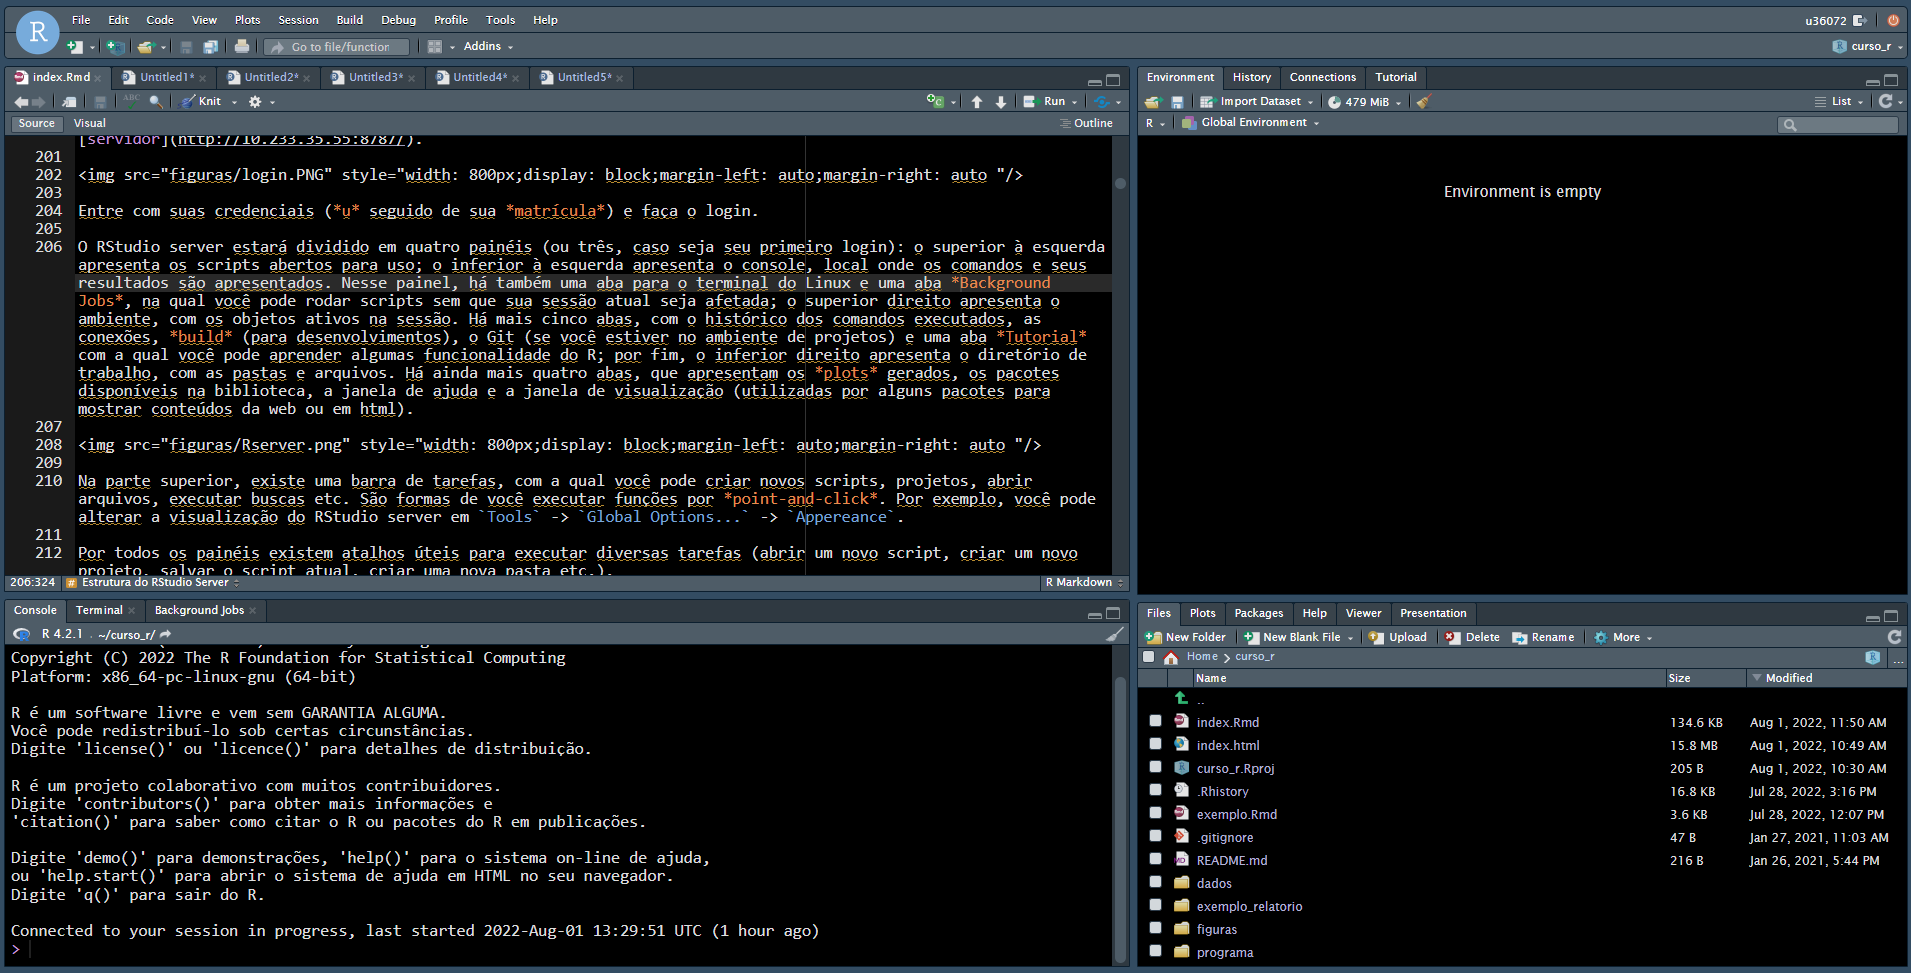 File Edit Code View Plots Session Build Debug Profile Tools Help
u36072
Go to file/function
Addins
curso_r
index.Rmd
Untitled1*
Untitled2*
Untitled3*
Untitled4*
Untitled5*
ABC
Knit
Run
Source
Visual
Outline
[servidor](http://10.233.35.55:8787/).
201
202 <img src="figuras/login.PNG" style="width: 800px;display: block;margin-left: auto;margin-right: auto "/>
203
204 Entre com suas credenciais (*u* seguido de sua *matrícula*) e faça o login.
205
206 O RStudio server estará dividido em quatro painéis (ou três, caso seja seu primeiro login): o superior à esquerda
apresenta os scripts abertos para uso; o inferior à esquerda apresenta o console, local onde os comandos e seus
resultados são apresentados. Nesse painel, há também uma aba para o terminal do Linux e uma aba *Background
Jobs*, na qual você pode rodar scripts sem que sua sessão atual seja afetada; o superior direito apresenta o
ambiente, com os objetos ativos na sessão. Há mais cinco abas, com o histórico dos comandos executados, as
conexões, *build* (para desenvolvimentos), o Git (se você estiver no ambiente de projetos) e uma aba *Tutorial*
com a qual você pode aprender algumas funcionalidade do R; por fim, o inferior direito apresenta o diretório de
trabalho, com as pastas e arquivos. Há ainda mais quatro abas, que apresentam os *plots* gerados, os pacotes
disponíveis na biblioteca, a janela de ajuda e a janela de visualização (utilizadas por alguns pacotes para
mostrar conteúdos da web ou em html).
207
208 <img src="figuras/Rserver.png" style="width: 800px;display: block;margin-left: auto;margin-right: auto "/>
209
210 Na parte superior, existe uma barra de tarefas, com a qual você pode criar novos scripts, projetos, abrir
arquivos, executar buscas etc. São formas de você executar funções por *point-and-click*. Por exemplo, você pode
alterar a visualização do RStudio server em `Tools` -> `Global Options...` -> `Appereance`.
211
212 Por todos os painéis existem atalhos úteis para executar diversas tarefas (abrir um novo script, criar um novo
projeto, salvar o script atual, criar uma nova pasta etc.).
206:324
# Estrutura do RStudio Server
R Markdown
Console
Terminal
Background Jobs
R 4.2.1 . ~/curso_r/
Copyright (C) 2022 The R Foundation for Statistical Computing
Platform: x86_64-pc-linux-gnu (64-bit)
R é um software livre e vem sem GARANTIA ALGUMA.
Você pode redistribuí-lo sob certas circunstâncias.
Digite 'license()' ou 'licence()' para detalhes de distribuição.
R é um projeto colaborativo com muitos contribuidores.
Digite 'contributors()' para obter mais informações e
'citation()' para saber como citar o R ou pacotes do R em publicações.
Digite 'demo()' para demonstrações, 'help()' para o sistema on-line de ajuda,
ou 'help.start()' para abrir o sistema de ajuda em HTML no seu navegador.
Digite 'q()' para sair do R.
Connected to your session in progress, last started 2022-Aug-01 13:29:51 UTC (1 hour ago)
>
Environment
History
Connections
Tutorial
Import Dataset
479 MiB
List
R
Global Environment
Environment is empty
Files
Plots
Packages
Help
Viewer
Presentation
New Folder
New Blank File
Upload
Delete
Rename
More
Home
curso_r
...
Name Size Modified
..
index.Rmd 134.6 KB Aug 1, 2022, 11:50 AM
index.html 15.8 MB Aug 1, 2022, 10:49 AM
curso_r.Rproj 205 B Aug 1, 2022, 10:30 AM
.Rhistory 16.8 KB Jul 28, 2022, 3:16 PM
exemplo.Rmd 3.6 KB Jul 28, 2022, 12:07 PM
.gitignore 47 B Jan 27, 2021, 11:03 AM
README.md 216 B Jan 26, 2021, 5:44 PM
dados
exemplo_relatorio
figuras
programa